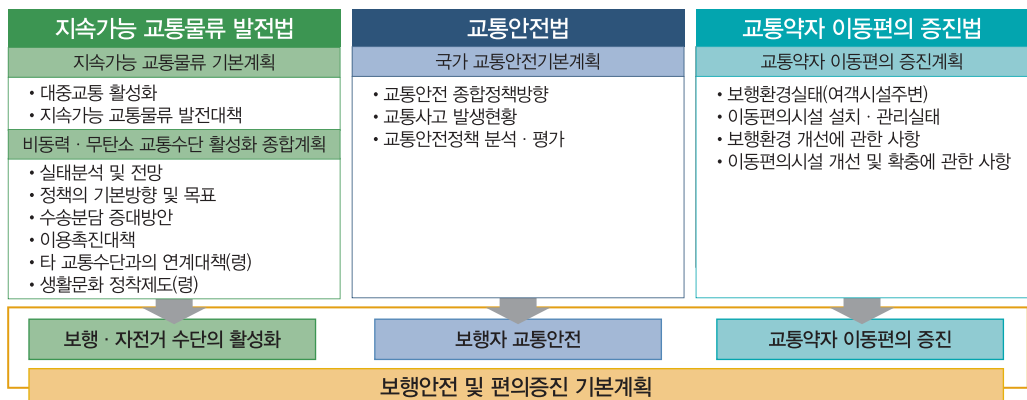 지속가능 교통물류 발전법
지속가능 교통물류 기본계획
• 대중교통 활성화
• 지속가능 교통물류 발전대책
비동력 · 무탄소 교통수단 활성화 종합계획
• 실태분석 및 전망
• 정책의 기본방향 및 목표
• 수송분담 증대방안
• 이용촉진대책
• 타 교통수단과의 연계대책(령)
• 생활문화 정착제도(령)
보행 · 자전거 수단의 활성화
교통안전법
국가 교통안전기본계획
• 교통안전 종합정책방향
• 교통사고 발생현황
• 교통안전정책 분석 · 평가
보행자 교통안전
교통약자 이동편의 증진법
교통약자 이동편의 증진계획
• 보행환경실태(여객시설주변)
• 이동편의시설 설치 · 관리실태
• 보행환경 개선에 관한 사항
• 이동편의시설 개선 및 확충에 관한 사항
교통약자 이동편의 증진
보행안전 및 편의증진 기본계획